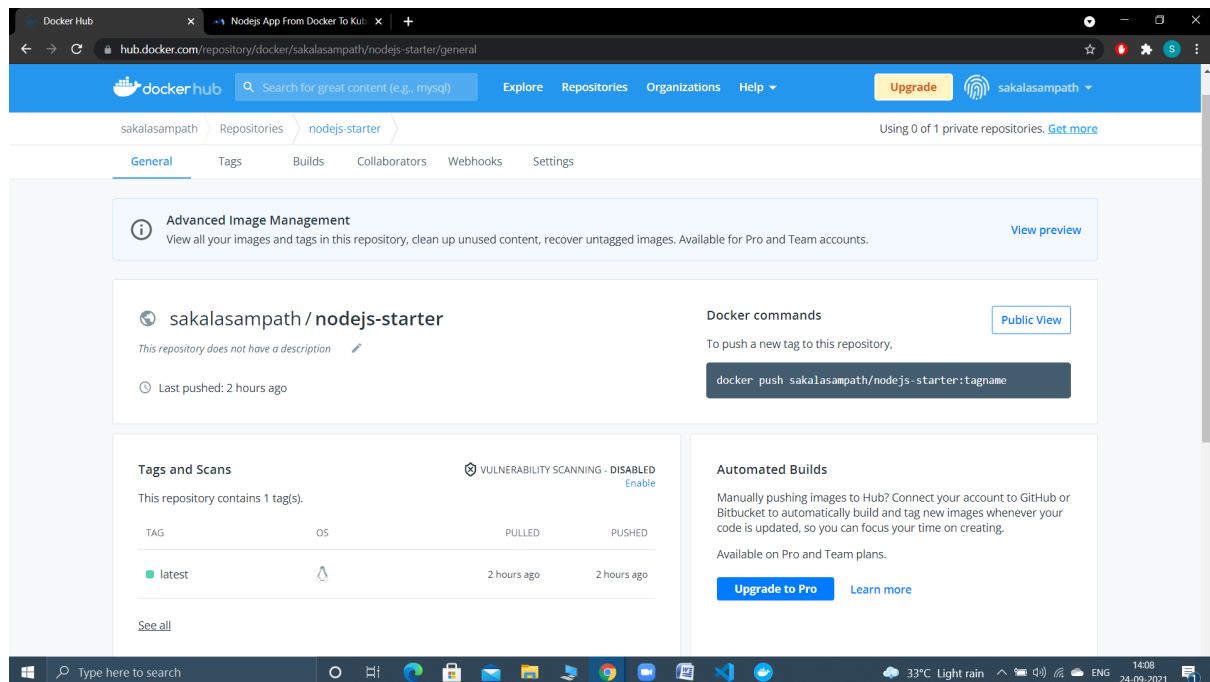 Docker Hub
Nodejs App From Docker To Kub
hub.docker.com/repository/docker/sakalasampath/nodejs-starter/general
S
dockerhub
Search for great content (e.g., mysql)
Explore
Repositories
Organizations
Help
Upgrade
sakalasampath
sakalasampath
Repositories
nodejs-starter
Using 0 of 1 private repositories. Get more
General
Tags
Builds
Collaborators
Webhooks
Settings
Advanced Image Management
View all your images and tags in this repository, clean up unused content, recover untagged images. Available for Pro and Team accounts.
View preview
sakalasampath / nodejs-starter
This repository does not have a description
Last pushed: 2 hours ago
Docker commands
Public View
To push a new tag to this repository,
docker push sakalasampath/nodejs-starter:tagname
Tags and Scans
VULNERABILITY SCANNING - DISABLED
Enable
This repository contains 1 tag(s).
TAG
OS
PULLED
PUSHED
latest
2 hours ago
2 hours ago
See all
Automated Builds
Manually pushing images to Hub? Connect your account to GitHub or
Bitbucket to automatically build and tag new images whenever your
code is updated, so you can focus your time on creating.
Available on Pro and Team plans.
Upgrade to Pro
Learn more
Type here to search
33°C Light rain
ENG
14:08
24-09-2021
1